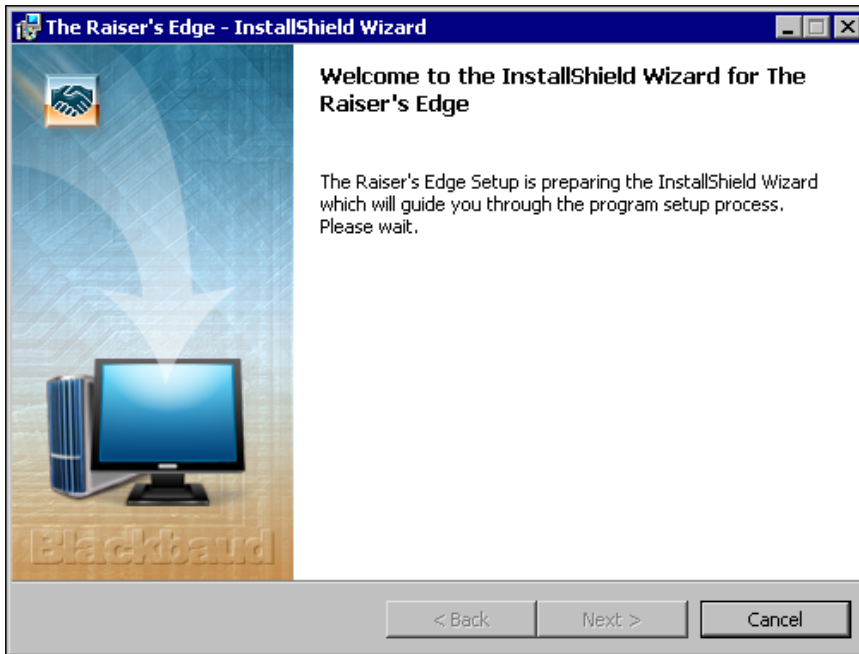 The Raiser's Edge - InstallShield Wizard
Welcome to the InstallShield Wizard for The
Raiser's Edge
The Raiser's Edge Setup is preparing the InstallShield Wizard
which will guide you through the program setup process.
Please wait.
Blackbaud
< Back
Next >
Cancel